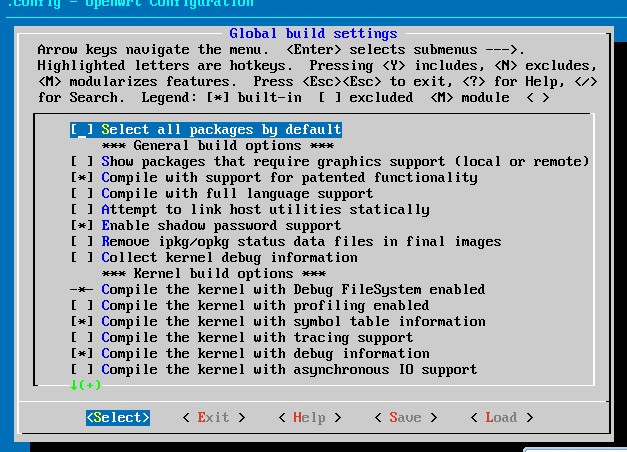 .config - OpenWrt Configuration
Global build settings
Arrow keys navigate the menu. <Enter> selects submenus --->.
Highlighted letters are hotkeys. Pressing <Y> includes, <N> excludes,
<M> modularizes features. Press <Esc><Esc> to exit, <?> for Help, </>
for Search. Legend: [*] built-in [ ] excluded <M> module < >
[ ] Select all packages by default
*** General build options ***
[ ] Show packages that require graphics support (local or remote)
[*] Compile with support for patented functionality
[ ] Compile with full language support
[ ] Attempt to link host utilities statically
[*] Enable shadow password support
[ ] Remove ipkg/opkg status data files in final images
[ ] Collect kernel debug information
*** Kernel build options ***
-*- Compile the kernel with Debug FileSystem enabled
[ ] Compile the kernel with profiling enabled
[*] Compile the kernel with symbol table information
[ ] Compile the kernel with tracing support
[*] Compile the kernel with debug information
[ ] Compile the kernel with asynchronous IO support
↓(+)
<Select> < Exit > < Help > < Save > < Load >